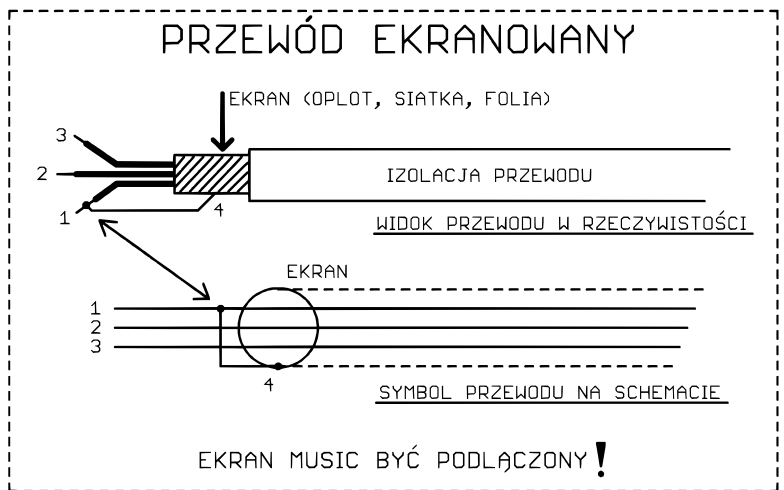 PRZEWÓD EKRANOWANY
EKRAN (OPLOT, SIATKA, FOLIA)
3
2
IZOLACJA PRZEWODU
1
4
WIDOK PRZEWODU W RZECZYWISTOŚCI
EKRAN
1
2
3
4
SYMBOL PRZEWODU NA SCHEMACIE
EKRAN MUSIC BYĆ PODLĄCZONY!